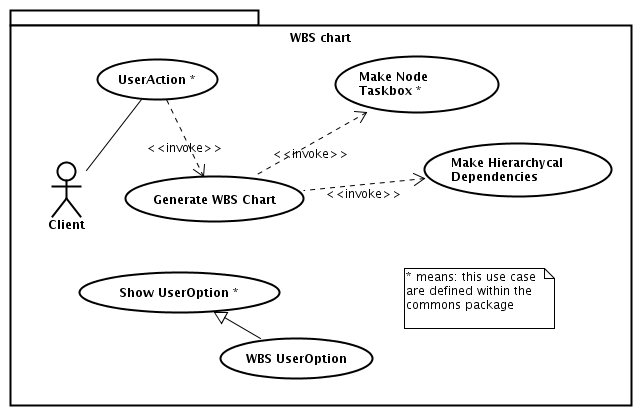 WBS chart
UserAction *
Make Node
Taskbox *
<<invoke>>
<<invoke>>
Make Hierarchycal
Dependencies
<<invoke>>
Generate WBS Chart
Client
* means: this use case
are defined within the
commons package
Show UserOption *
WBS UserOption